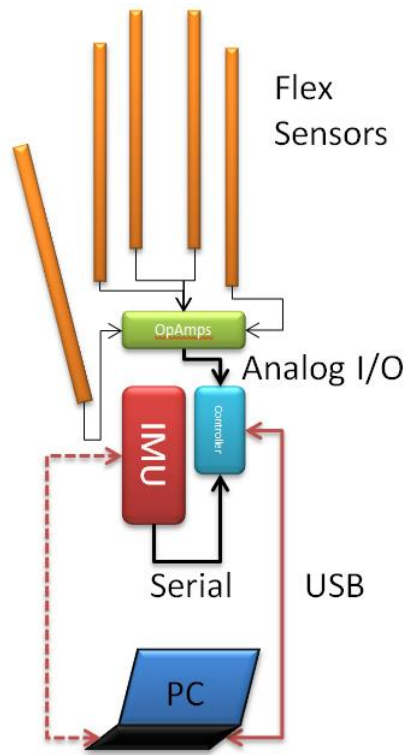 Flex
Sensors
OpAmps
Analog I/O
IMU
Controller
Serial
USB
PC